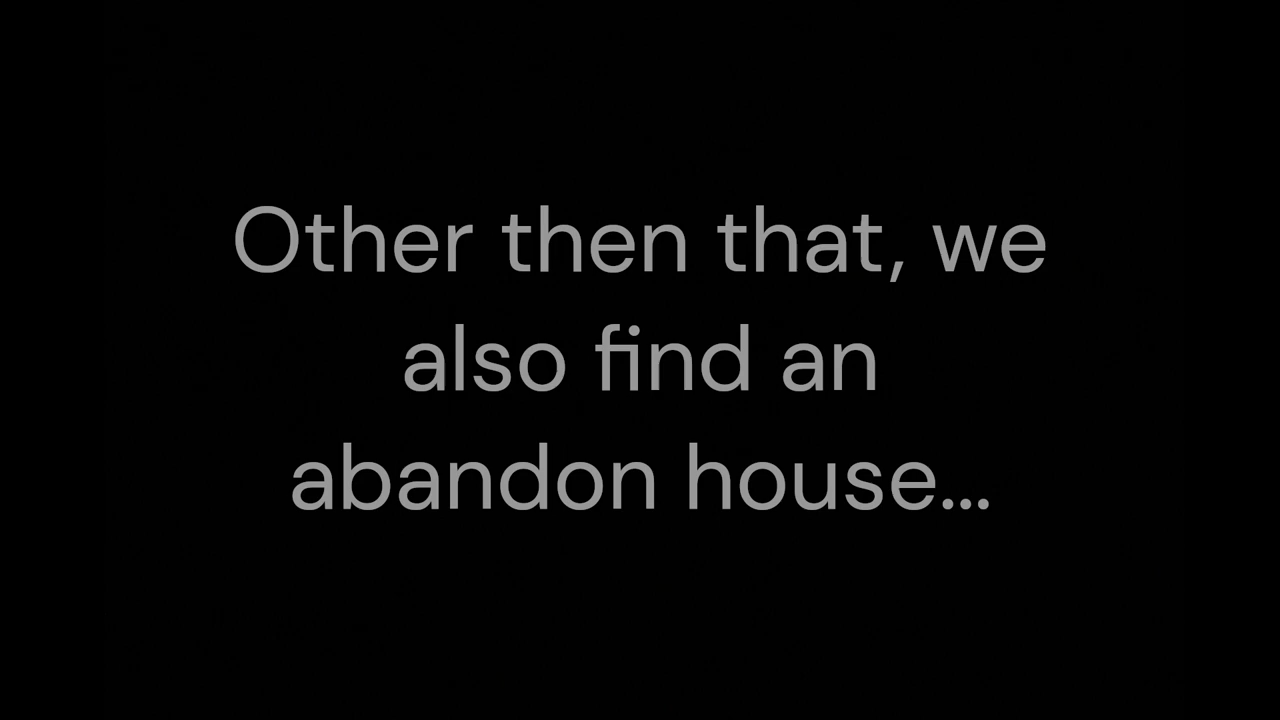 Other then that, we
also find an
abandon house...